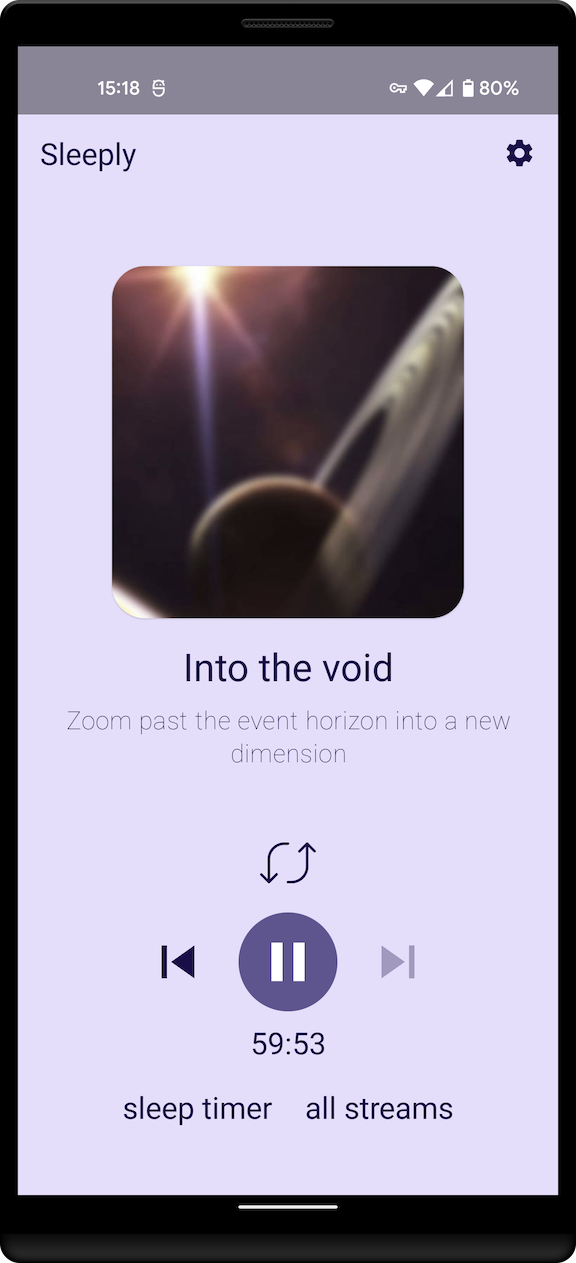 15:18
80%
Sleeply
Into the void
Zoom past the event horizon into a new
dimension
59:53
sleep timer all streams